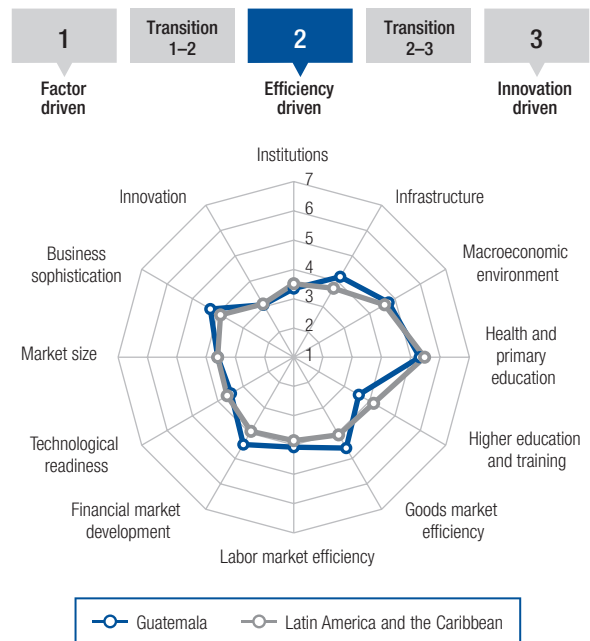 1
Transition
1–2
2
Transition
2–3
3
Factor
driven
Efficiency
driven
Innovation
driven
Institutions
7
6
5
4
3
2
1
Infrastructure
Macroeconomic
environment
Health and
primary
education
Higher education
and training
Goods market
efficiency
Labor market efficiency
Financial market
development
Technological
readiness
Market size
Business
sophistication
Innovation
Guatemala
Latin America and the Caribbean